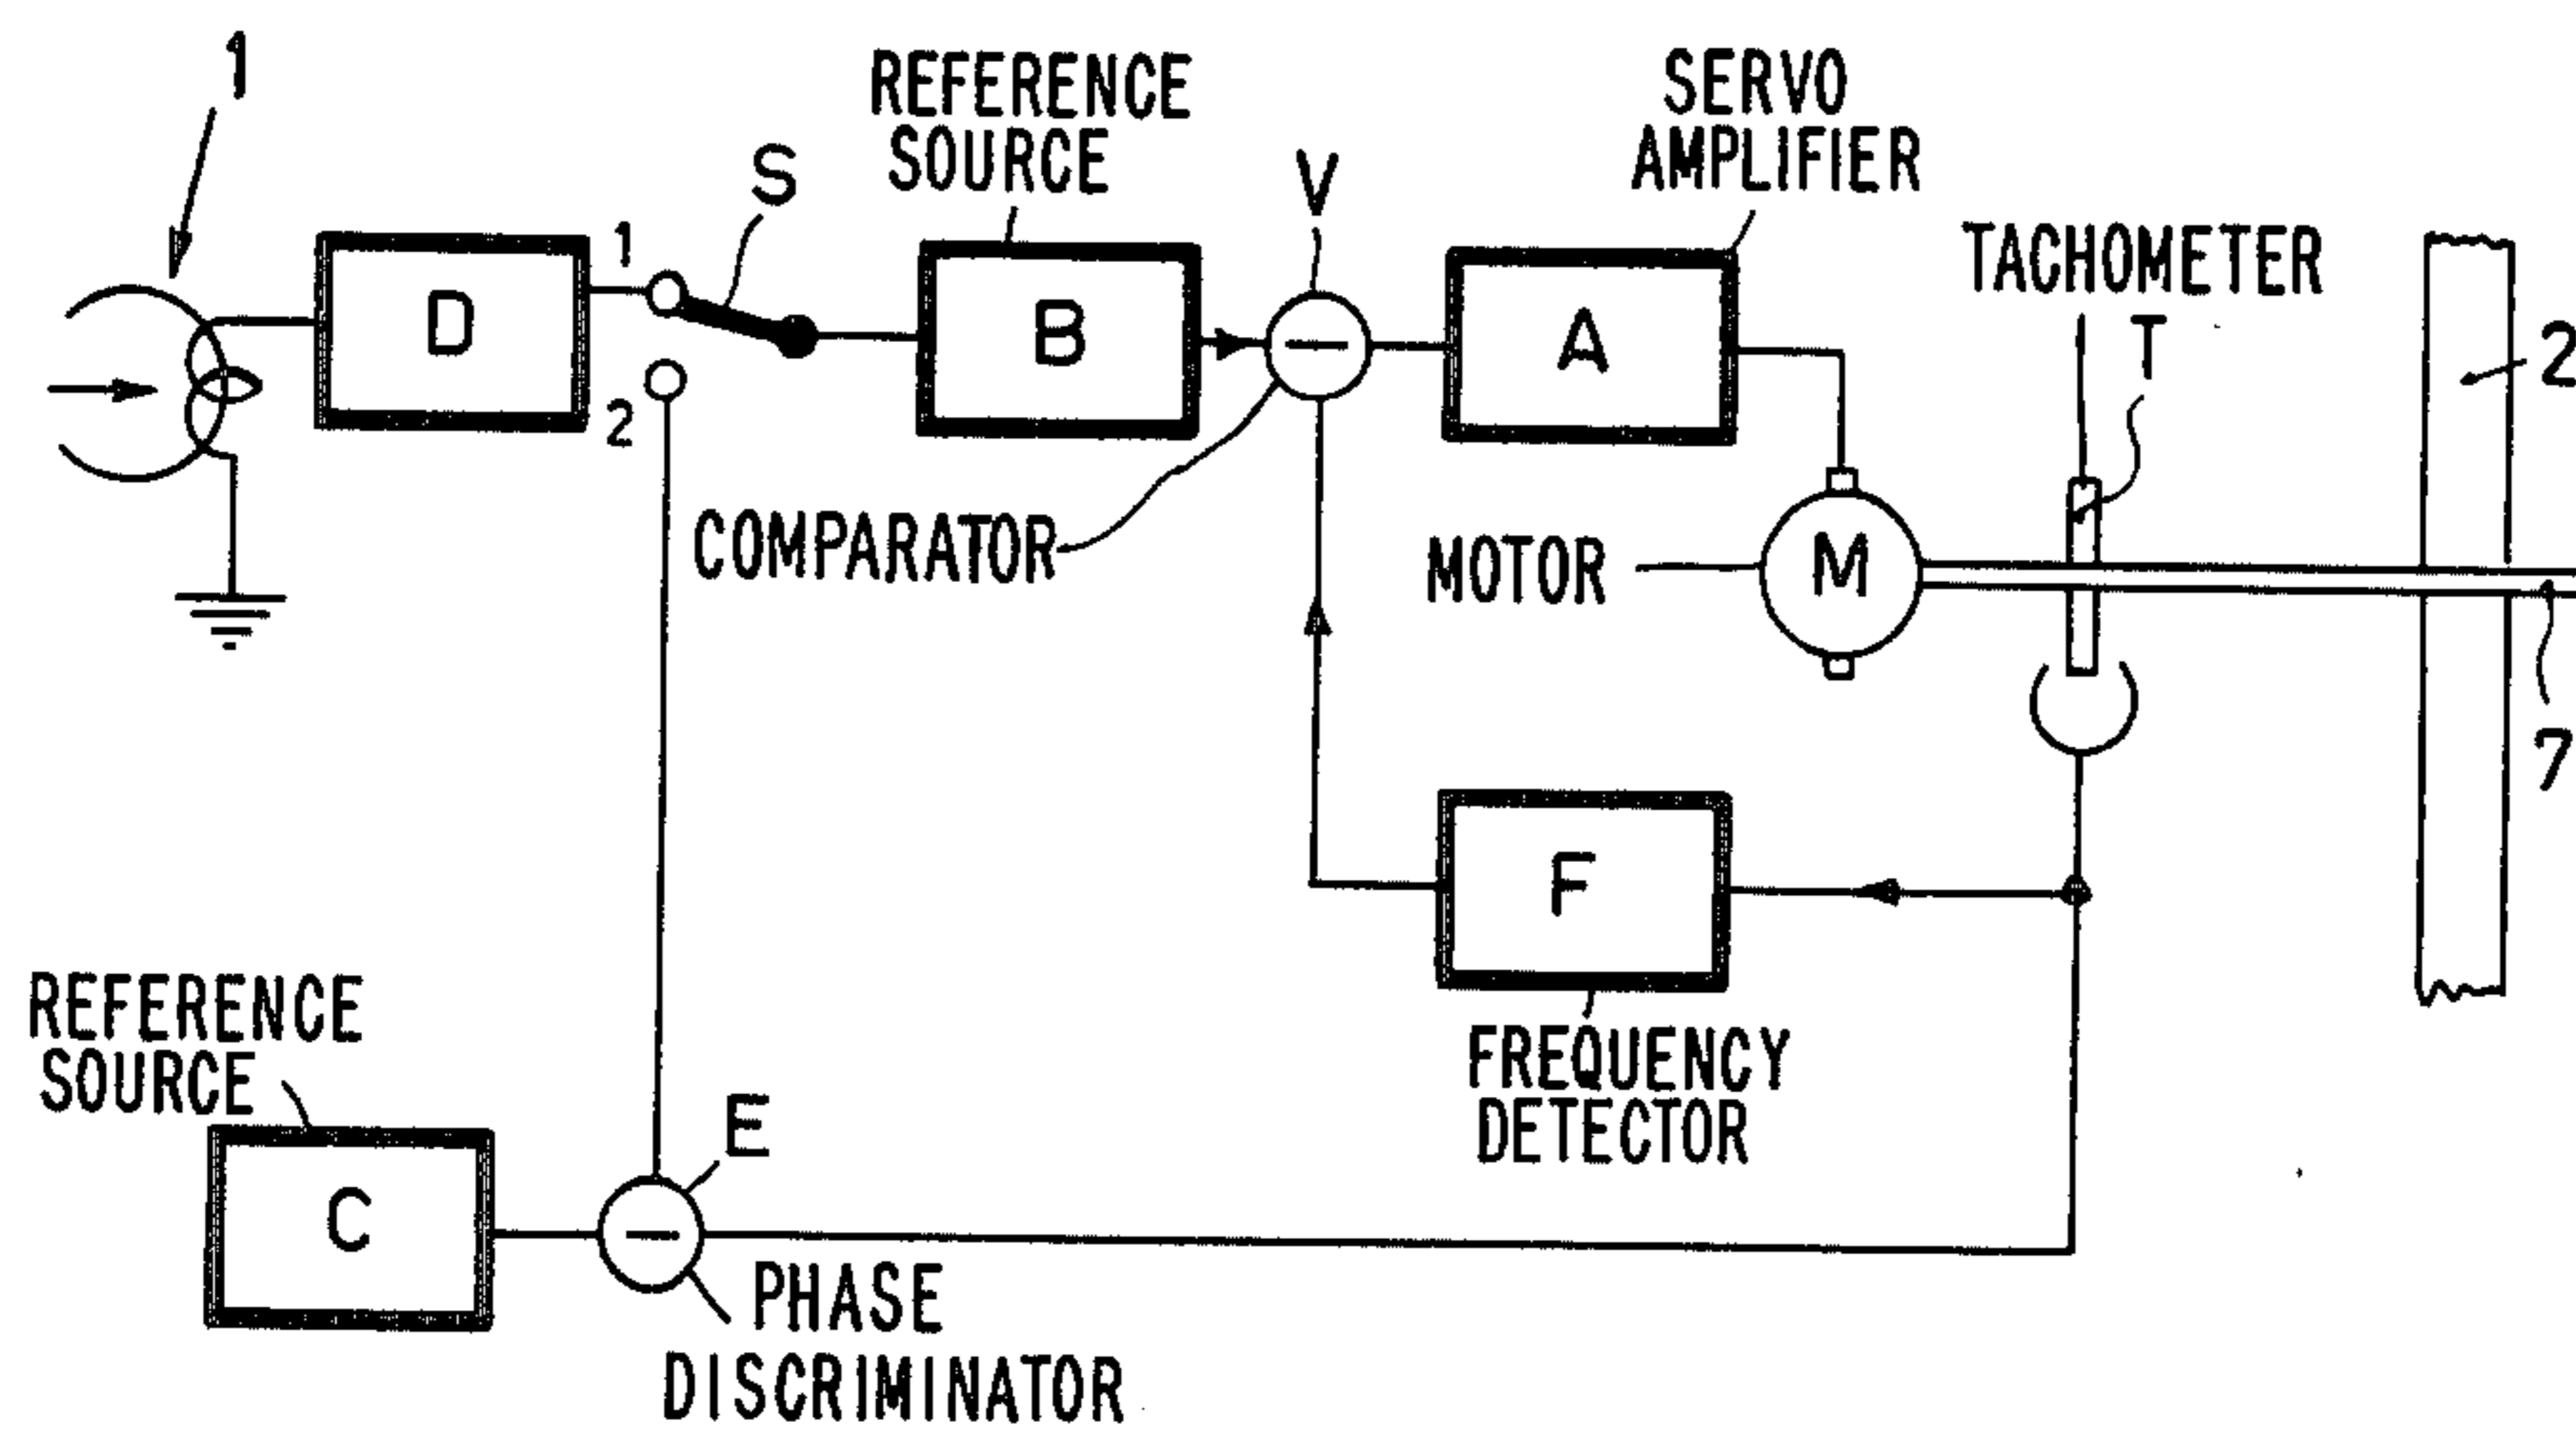 1
REFERENCE
SOURCE
SERVO
AMPLIFIER
S
V
TACHOMETER
T
1
D
B
A
2
2
COMPARATOR
MOTOR
M
7
F
FREQUENCY
DETECTOR
REFERENCE
SOURCE
E
C
PHASE
DISCRIMINATOR